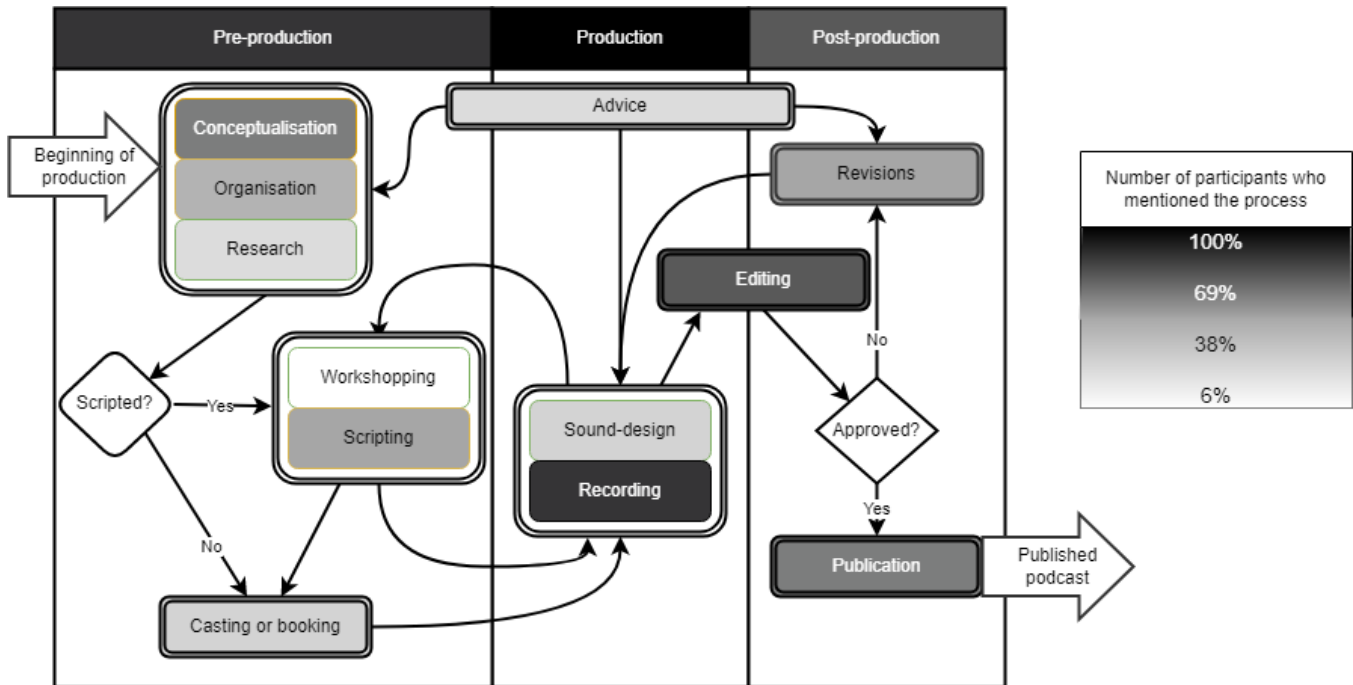 Pre-production
Production
Post-production
Beginning of
production
Conceptualisation
Organisation
Research
Advice
Revisions
Editing
Scripted?
Yes
No
Workshopping
Scripting
Sound-design
Recording
Casting or booking
No
Approved?
Yes
Publication
Published
podcast
Number of participants who
mentioned the process
100%
69%
38%
6%